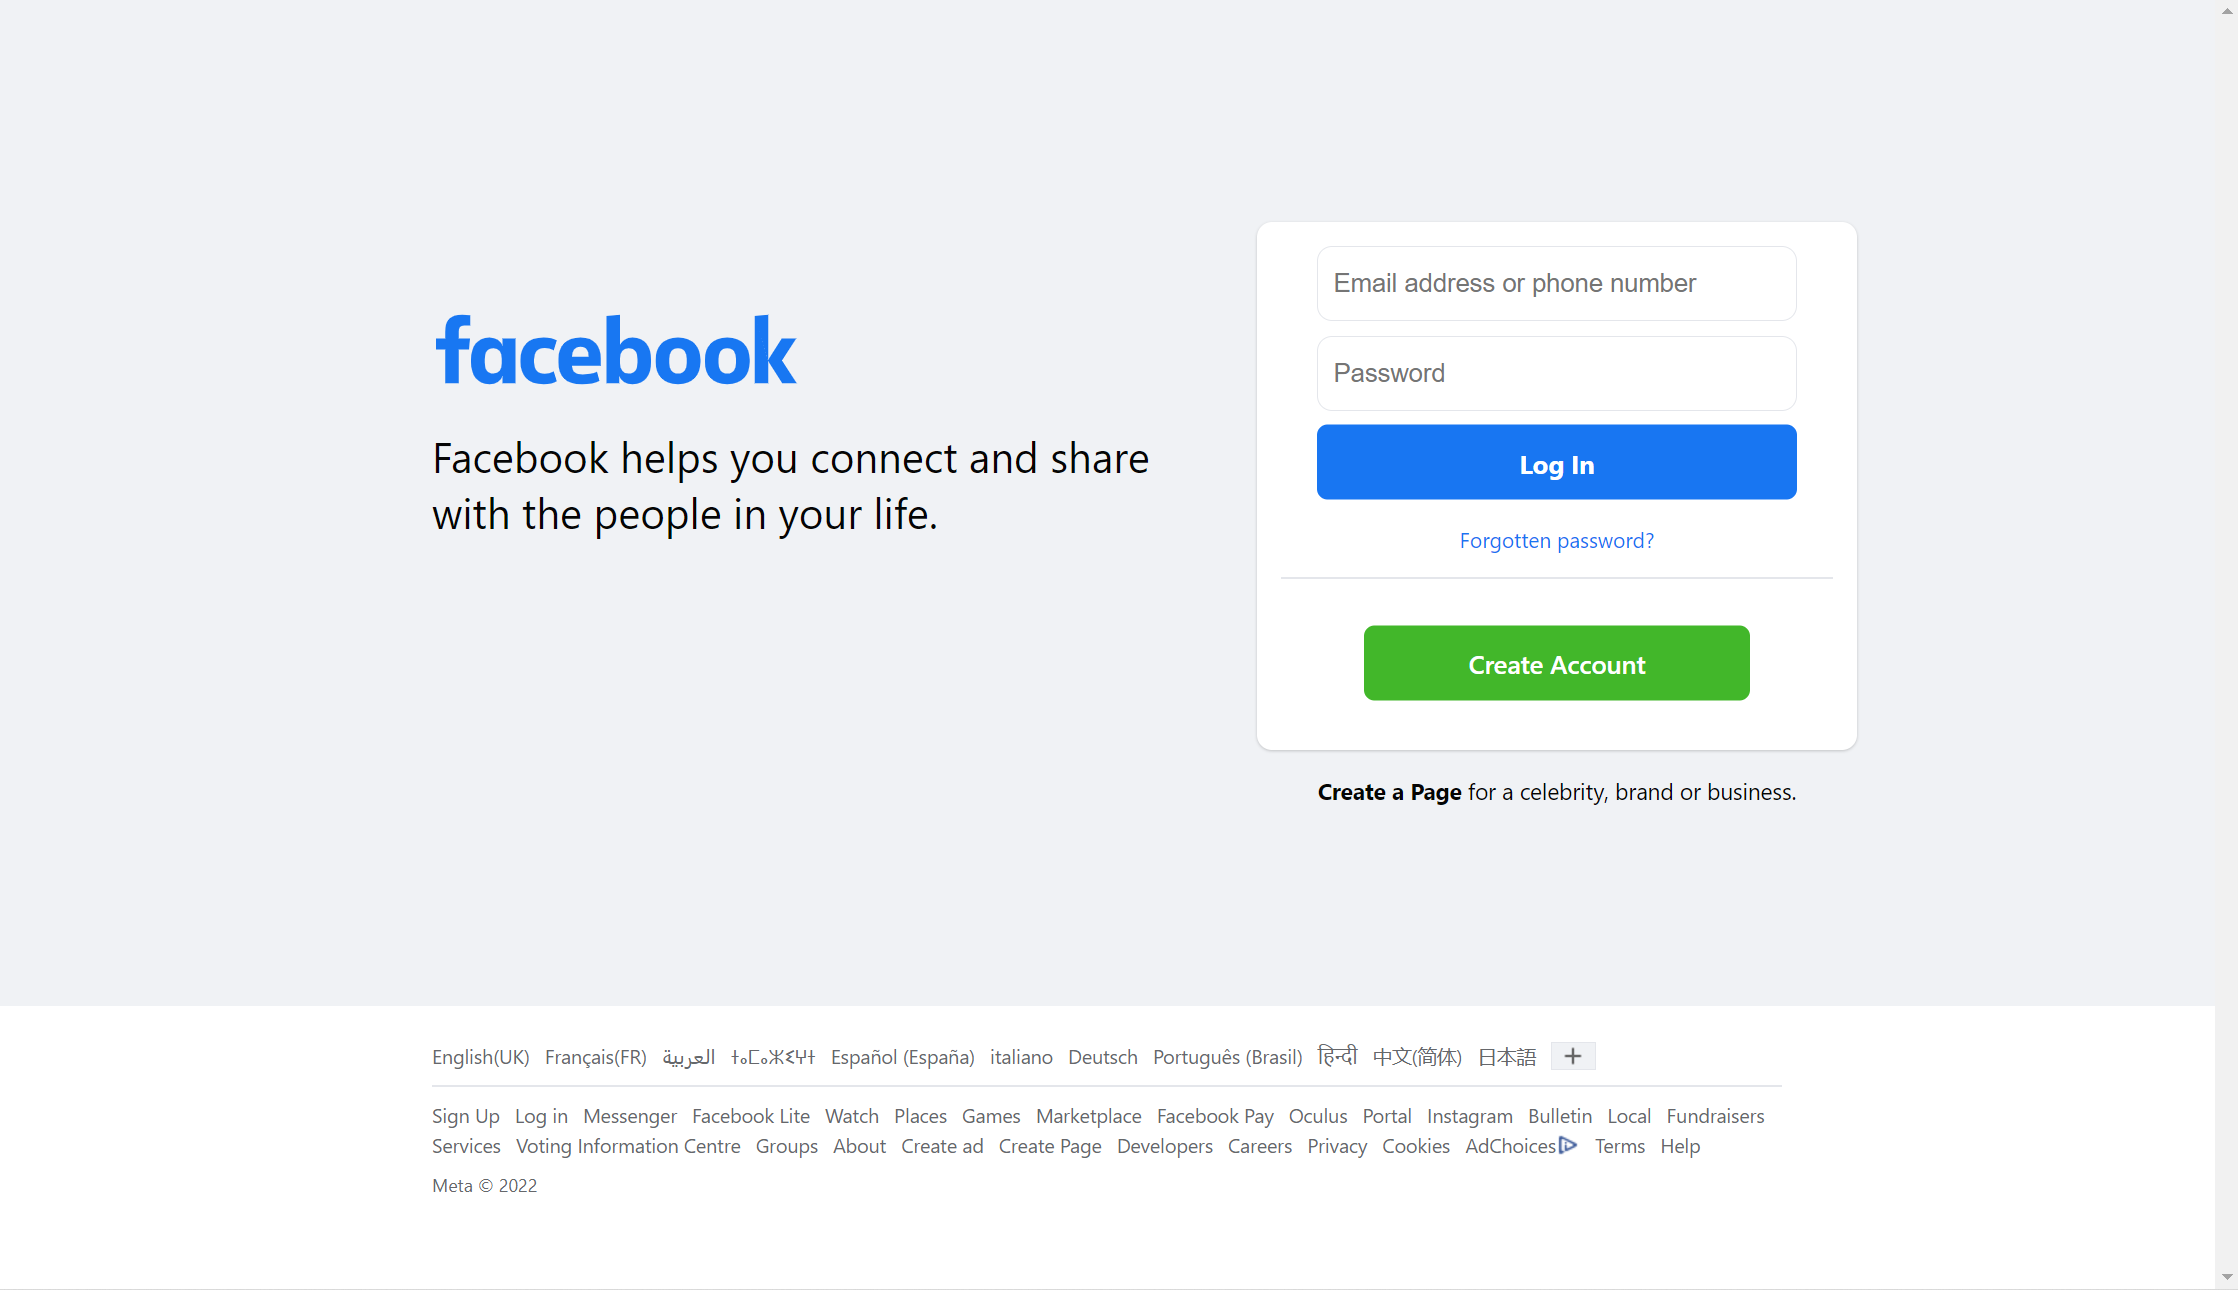 facebook
Facebook helps you connect and share
with the people in your life.
Email address or phone number
Password
Log In
Forgotten password?
Create Account
Create a Page for a celebrity, brand or business.
English(UK) Français(FR) العربية ⵜⴰⵎⴰⵣⵉⵖⵜ Español (España) italiano Deutsch Português (Brasil) हिन्दी 中文(简体) 日本語 +
Sign Up Log in Messenger Facebook Lite Watch Places Games Marketplace Facebook Pay Oculus Portal Instagram Bulletin Local Fundraisers
Services Voting Information Centre Groups About Create ad Create Page Developers Careers Privacy Cookies AdChoices Terms Help
Meta © 2022